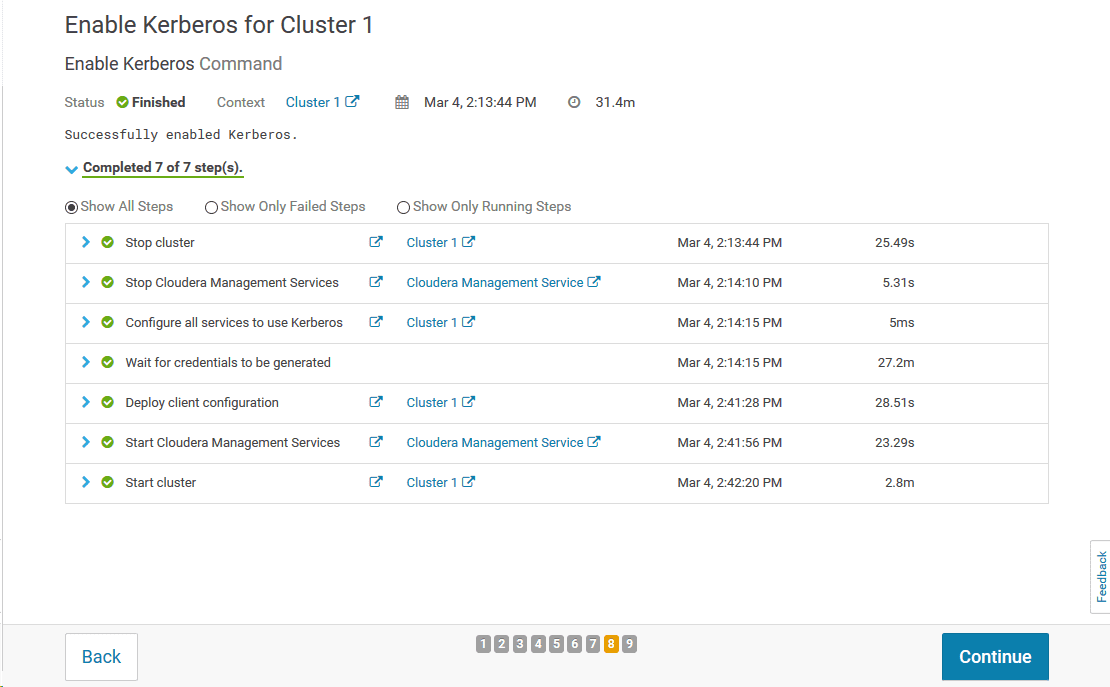 Enable Kerberos for Cluster 1
Enable Kerberos Command
Status Finished Context Cluster 1 Mar 4, 2:13:44 PM 31.4m
Successfully enabled Kerberos.
Completed 7 of 7 step(s).
Show All Steps Show Only Failed Steps Show Only Running Steps
Stop cluster Cluster 1 Mar 4, 2:13:44 PM 25.49s
Stop Cloudera Management Services Cloudera Management Service Mar 4, 2:14:10 PM 5.31s
Configure all services to use Kerberos Cluster 1 Mar 4, 2:14:15 PM 5ms
Wait for credentials to be generated Mar 4, 2:14:15 PM 27.2m
Deploy client configuration Cluster 1 Mar 4, 2:41:28 PM 28.51s
Start Cloudera Management Services Cloudera Management Service Mar 4, 2:41:56 PM 23.29s
Start cluster Cluster 1 Mar 4, 2:42:20 PM 2.8m
Feedback
Back 1 2 3 4 5 6 7 8 9 Continue